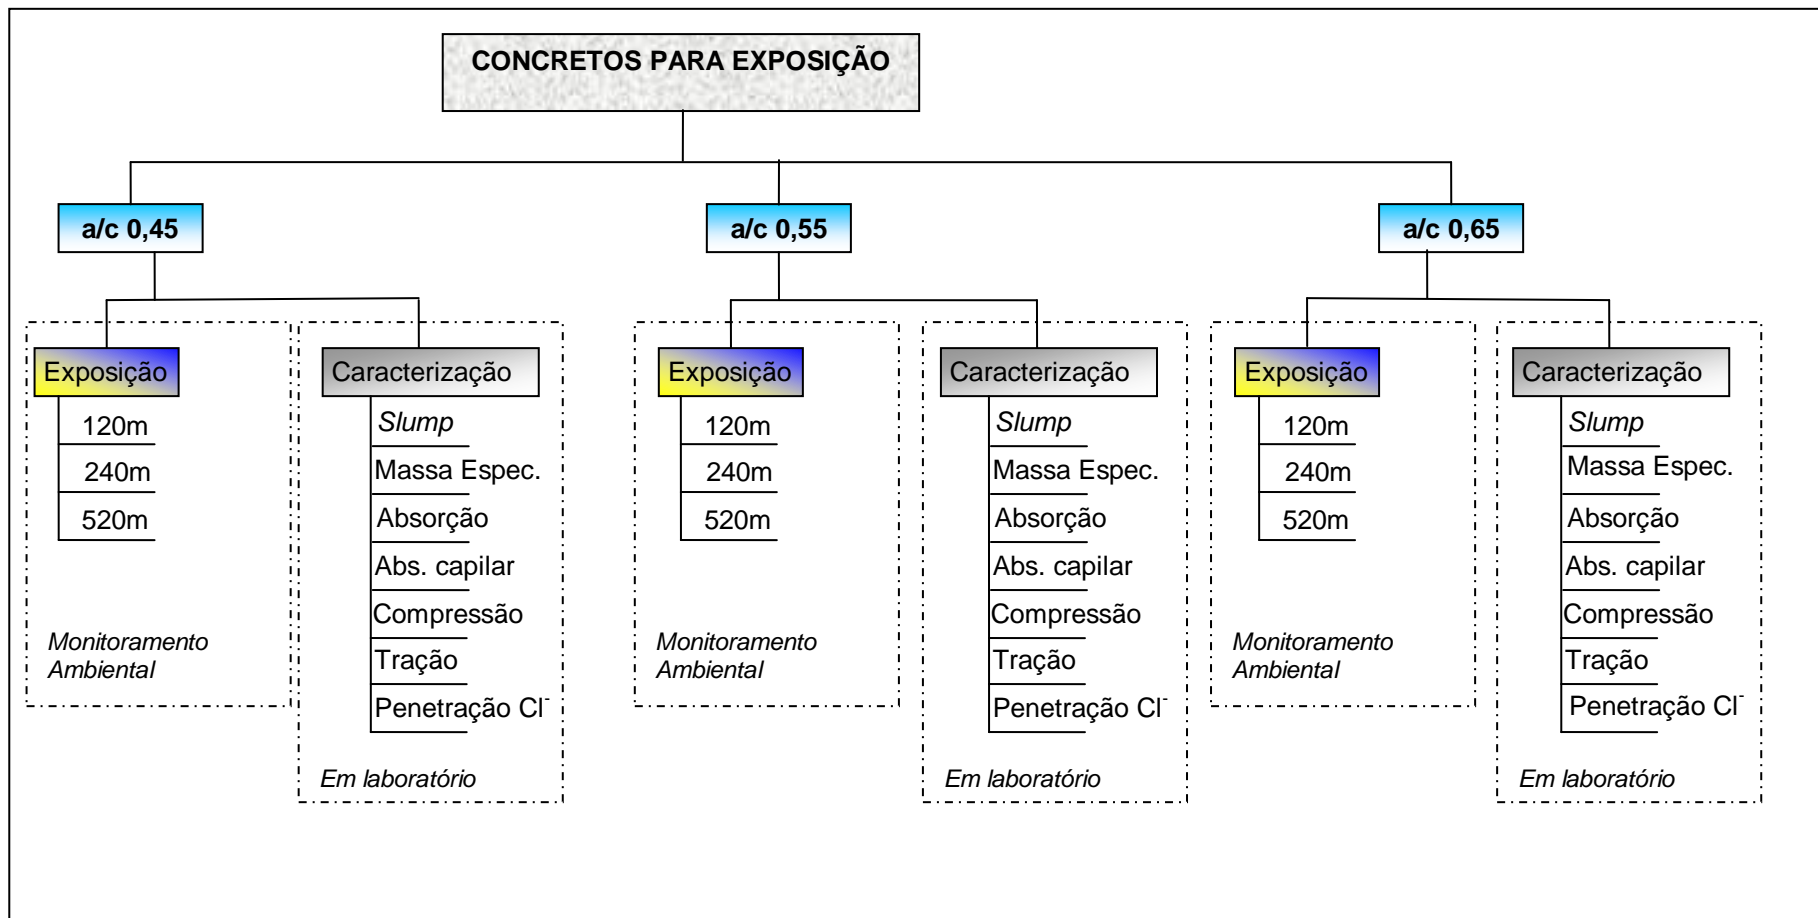 CONCRETOS PARA EXPOSIÇÃO
a/c 0,45
a/c 0,55
a/c 0,65
Exposição
120m
240m
520m
Monitoramento
Ambiental
Caracterização
Slump
Massa Espec.
Absorção
Abs. capilar
Compressão
Tração
Penetração Cl⁻
Em laboratório
Exposição
120m
240m
520m
Monitoramento
Ambiental
Caracterização
Slump
Massa Espec.
Absorção
Abs. capilar
Compressão
Tração
Penetração Cl⁻
Em laboratório
Exposição
120m
240m
520m
Monitoramento
Ambiental
Caracterização
Slump
Massa Espec.
Absorção
Abs. capilar
Compressão
Tração
Penetração Cl⁻
Em laboratório